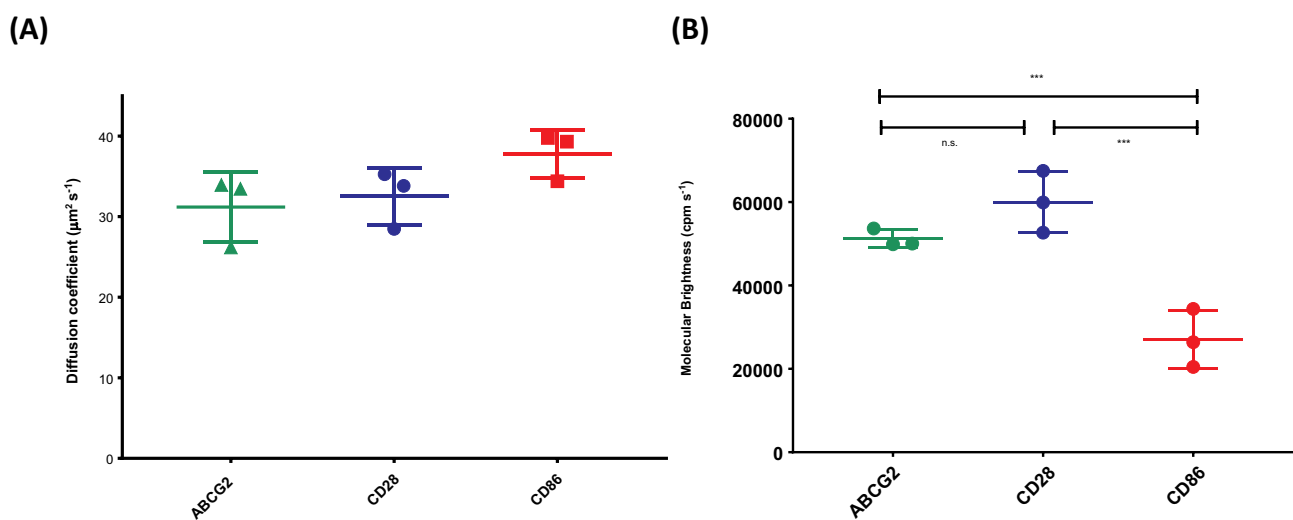 (A)
Diffusion coefficient (μm² s⁻¹)
40
30
20
10
0
ABCG2
CD28
CD86
(B)
***
n.s.
***
Molecular Brightness (cpm s⁻¹)
80000
60000
40000
20000
0
ABCG2
CD28
CD86